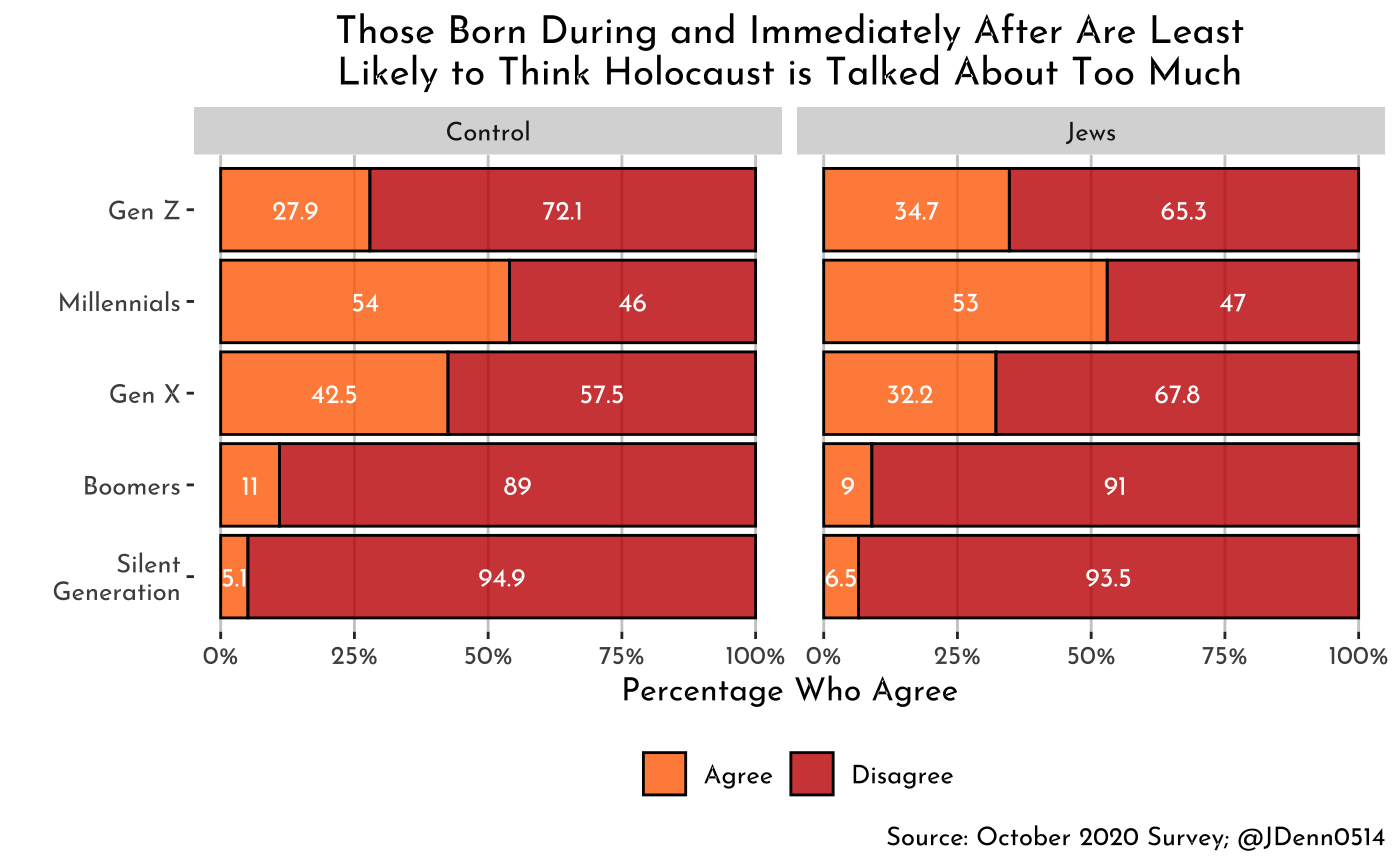 Those Born During and Immediately After Are Least
Likely to Think Holocaust is Talked About Too Much
Control
Jews
Gen Z
27.9
72.1
34.7
65.3
Millennials
54
46
53
47
Gen X
42.5
57.5
32.2
67.8
Boomers
11
89
9
91
Silent
Generation
5.1
94.9
6.5
93.5
0% 25% 50% 75% 100% 0% 25% 50% 75% 100%
Percentage Who Agree
Agree Disagree
Source: October 2020 Survey; @JDenn0514